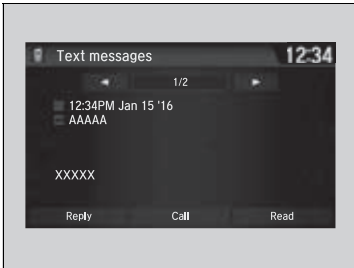 Text messages 12:34
1/2
12:34PM Jan 15 '16
AAAAA
XXXXX
Reply Call Read